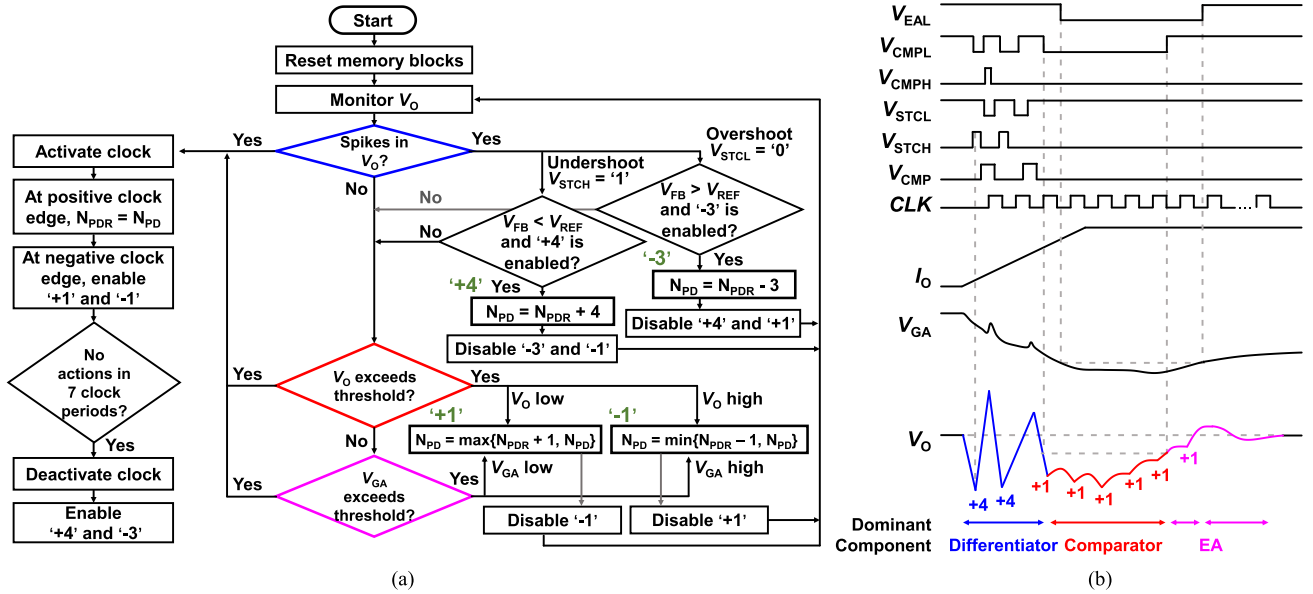 Start
Reset memory blocks
Monitor VO
Spikes in
VO?
Yes
Yes
No
Activate clock
At positive clock
edge, NPDR = NPD
At negative clock
edge, enable
‘+1’ and ‘-1’
No
actions in
7 clock
periods?
Yes
Deactivate clock
Enable
‘+4’ and ‘-3’
Undershoot
VSTCH = ‘1’
Overshoot
VSTCL = ‘0’
No
VFB > VREF
and ‘-3’ is
enabled?
No
VFB < VREF
and ‘+4’ is
enabled?
‘-3’
Yes
NPD = NPDR - 3
Disable ‘+4’ and ‘+1’
‘+4’
Yes
NPD = NPDR + 4
Disable ‘-3’ and ‘-1’
VO exceeds
threshold?
Yes
Yes
No
VO low
VO high
‘+1’
‘-1’
NPD = max{NPDR + 1, NPD}
NPD = min{NPDR − 1, NPD}
VGA low
VGA high
VGA
exceeds
threshold?
Yes
Yes
Disable ‘-1’
Disable ‘+1’
(a)
VEAL
VCMPL
VCMPH
VSTCL
VSTCH
VCMP
CLK
IO
VGA
VO
+4
+4
+1
+1
+1
+1
+1
+1
Dominant
Component
Differentiator
Comparator
EA
(b)